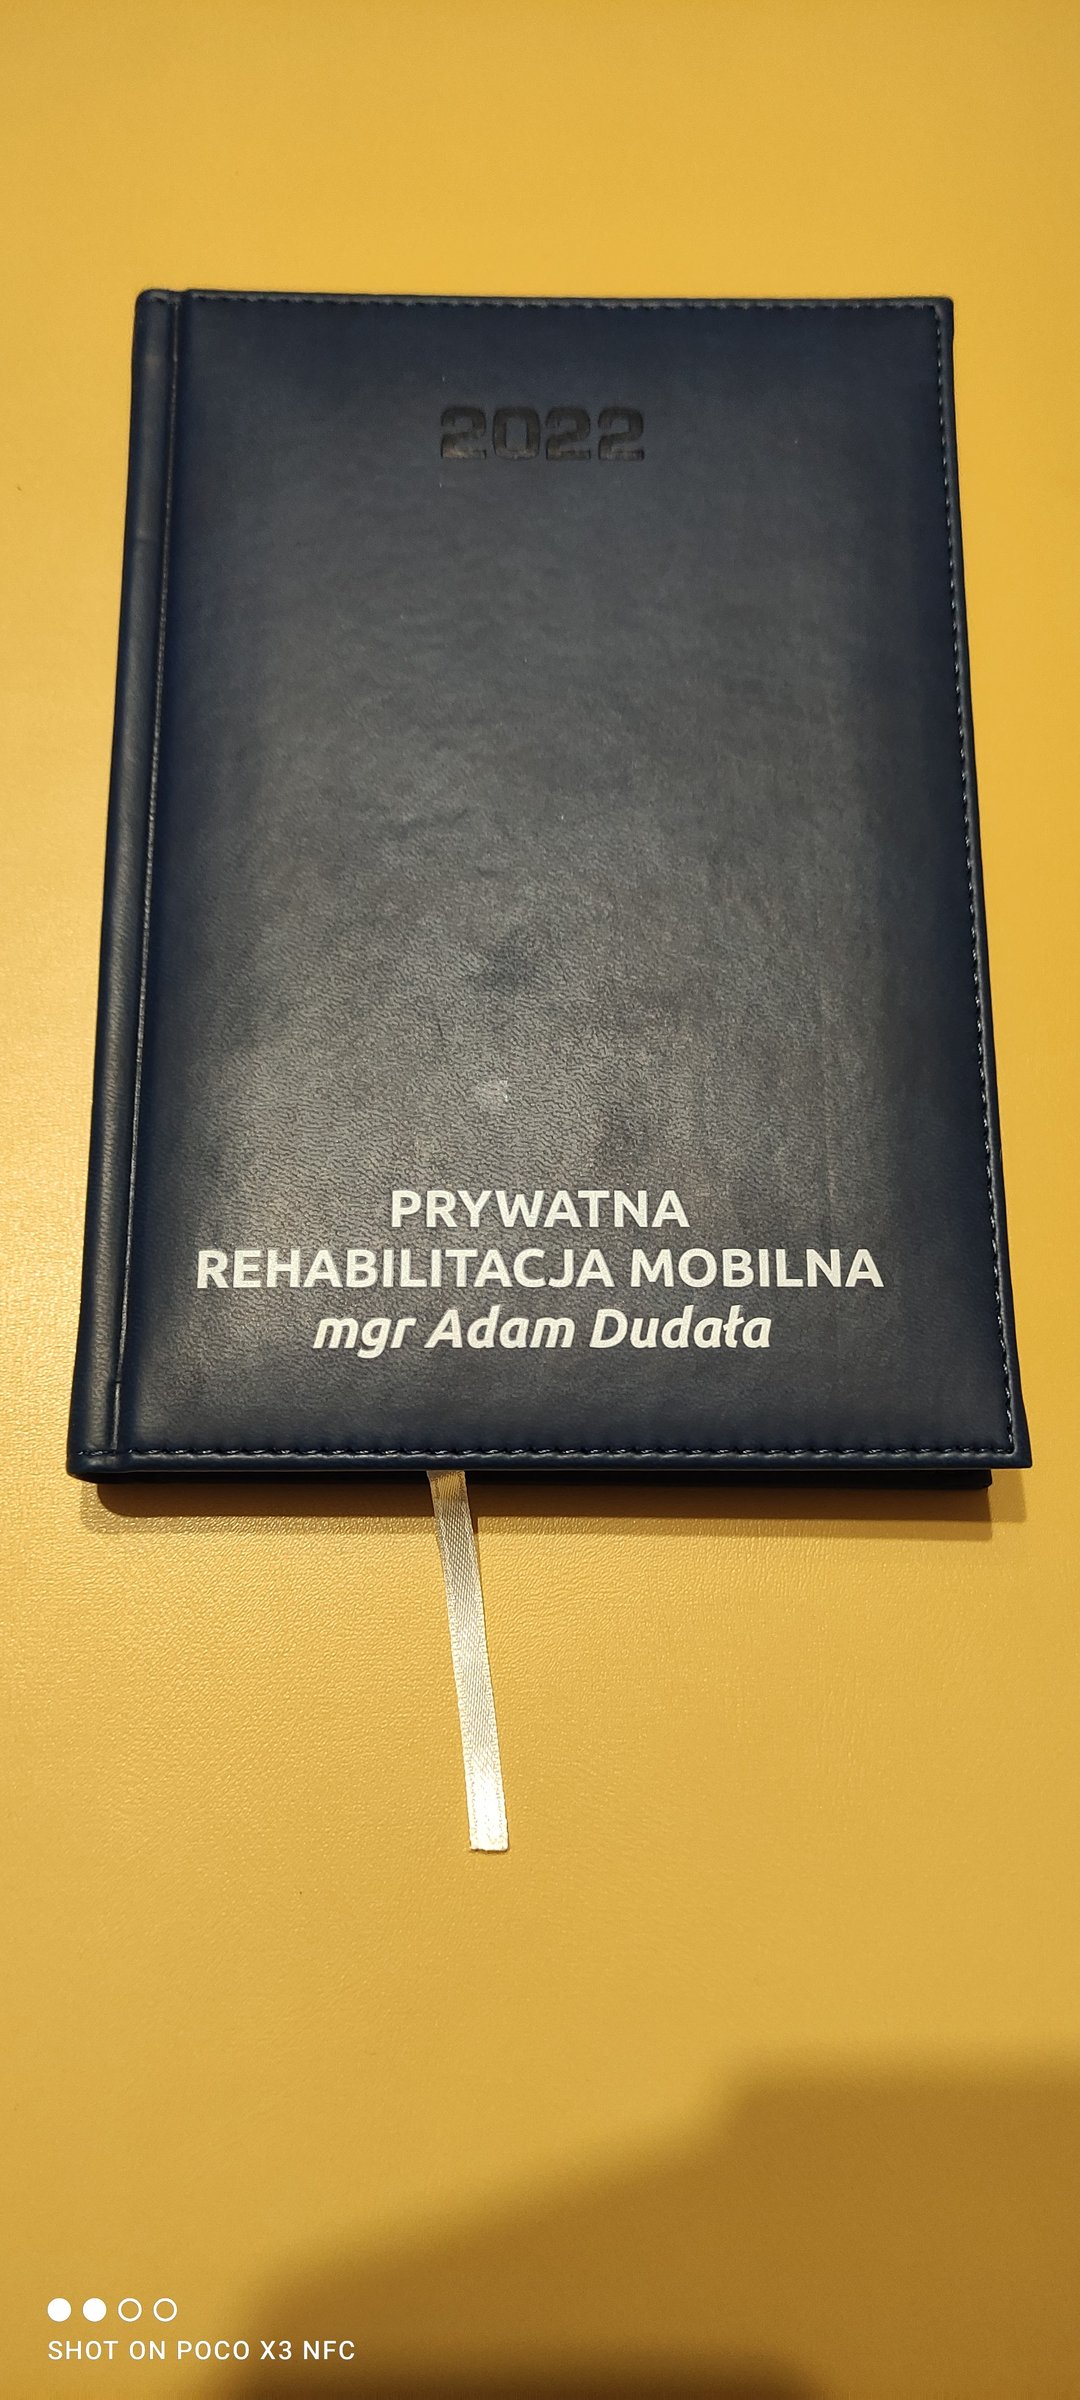 2022
PRYWATNA
REHABILITACJA MOBILNA
mgr Adam Dudała
SHOT ON POCO X3 NFC